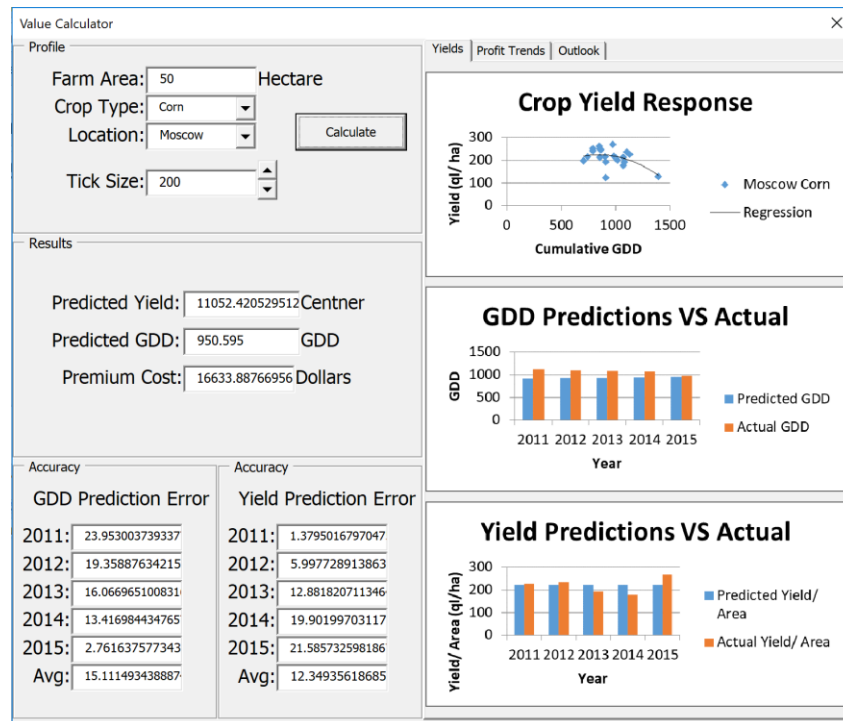 Value Calculator
Profile
Farm Area: 50 Hectare
Crop Type: Corn
Location: Moscow
Calculate
Tick Size: 200
Results
Predicted Yield: 11052.420529512 Centner
Predicted GDD: 950.595 GDD
Premium Cost: 16633.88766956 Dollars
Accuracy
GDD Prediction Error
2011: 23.953003739337
2012: 19.35887634215
2013: 16.066965100831
2014: 13.416984434765
2015: 2.761637577343
Avg: 15.111493438887
Accuracy
Yield Prediction Error
2011: 1.3795016797047
2012: 5.997728913863
2013: 12.881820711346
2014: 19.90199703117
2015: 21.585732598186
Avg: 12.34935618685
Yields Profit Trends Outlook
Crop Yield Response
Yield (ql/ ha)
300
200
100
0
0 500 1000 1500
Cumulative GDD
Moscow Corn
Regression
GDD Predictions VS Actual
GDD
1500
1000
500
0
2011 2012 2013 2014 2015
Year
Predicted GDD
Actual GDD
Yield Predictions VS Actual
Yield/ Area (ql/ha)
300
200
100
0
2011 2012 2013 2014 2015
Year
Predicted Yield/
Area
Actual Yield/ Area